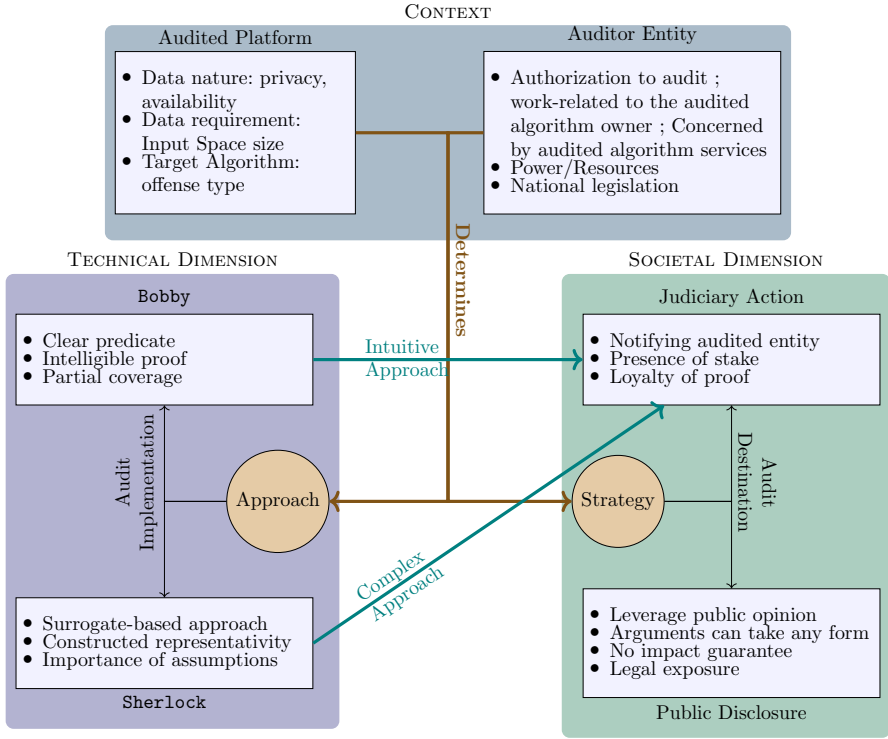 CONTEXT
Audited Platform
• Data nature: privacy,
availability
• Data requirement:
Input Space size
• Target Algorithm:
offense type
Auditor Entity
• Authorization to audit ;
work-related to the audited
algorithm owner ; Concerned
by audited algorithm services
• Power/Resources
• National legislation
Determines
TECHNICAL DIMENSION
Bobby
• Clear predicate
• Intelligible proof
• Partial coverage
Audit
Implementation
Approach
• Surrogate-based approach
• Constructed representativity
• Importance of assumptions
Sherlock
Intuitive
Approach
Complex
Approach
SOCIETAL DIMENSION
Judiciary Action
• Notifying audited entity
• Presence of stake
• Loyalty of proof
Strategy
Audit
Destination
• Leverage public opinion
• Arguments can take any form
• No impact guarantee
• Legal exposure
Public Disclosure